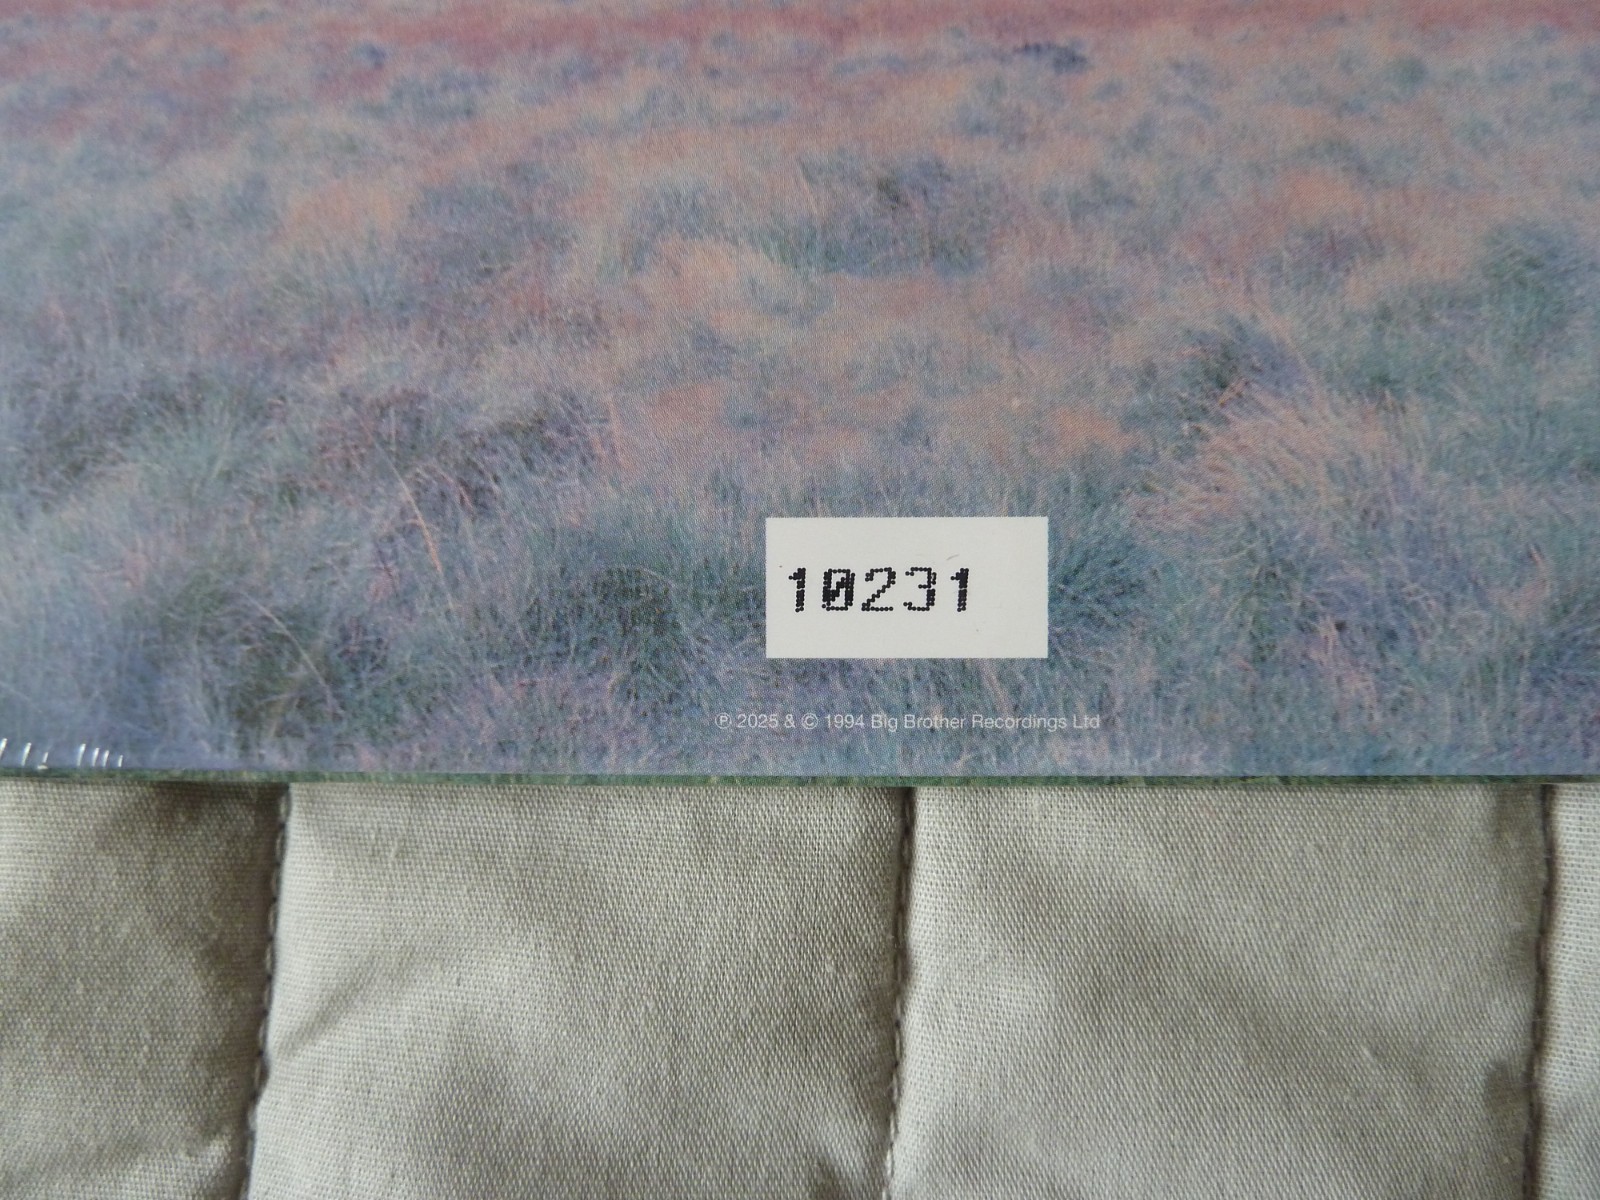 10231
℗ 2025 & © 1994 Big Brother Recordings Ltd